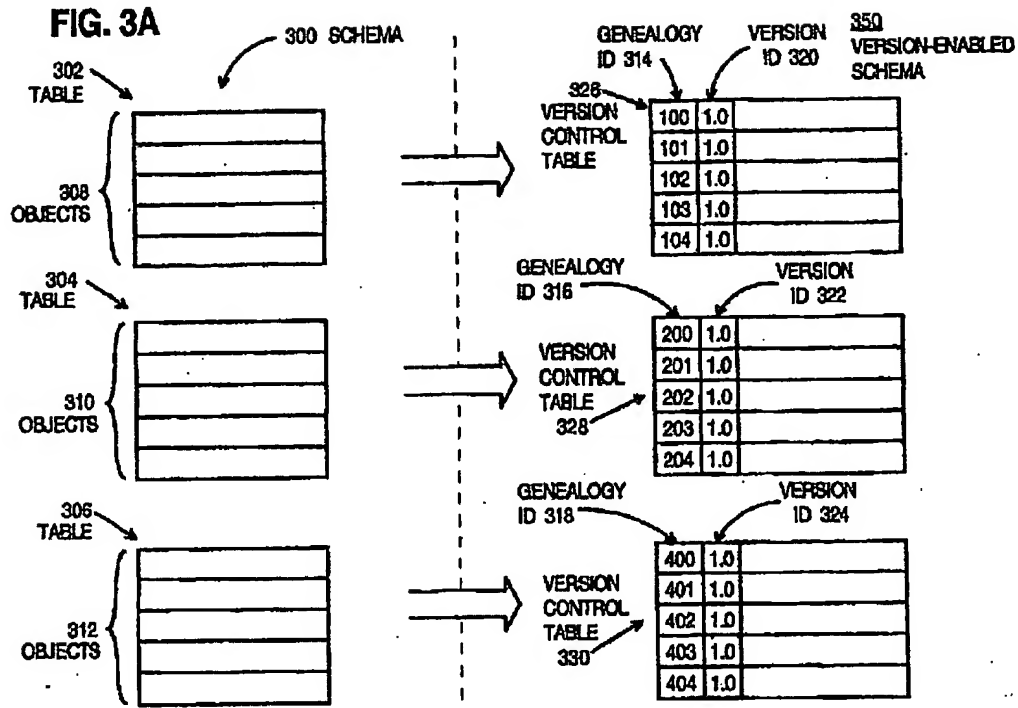 FIG. 3A
300 SCHEMA
302
TABLE
308
OBJECTS
304
TABLE
310
OBJECTS
306
TABLE
312
OBJECTS
350
VERSION-ENABLED
SCHEMA
GENEALOGY
ID 314
VERSION
ID 320
326
VERSION
CONTROL
TABLE
100 1.0
101 1.0
102 1.0
103 1.0
104 1.0
GENEALOGY
ID 316
VERSION
ID 322
VERSION
CONTROL
TABLE
328
200 1.0
201 1.0
202 1.0
203 1.0
204 1.0
GENEALOGY
ID 318
VERSION
ID 324
VERSION
CONTROL
TABLE
330
400 1.0
401 1.0
402 1.0
403 1.0
404 1.0